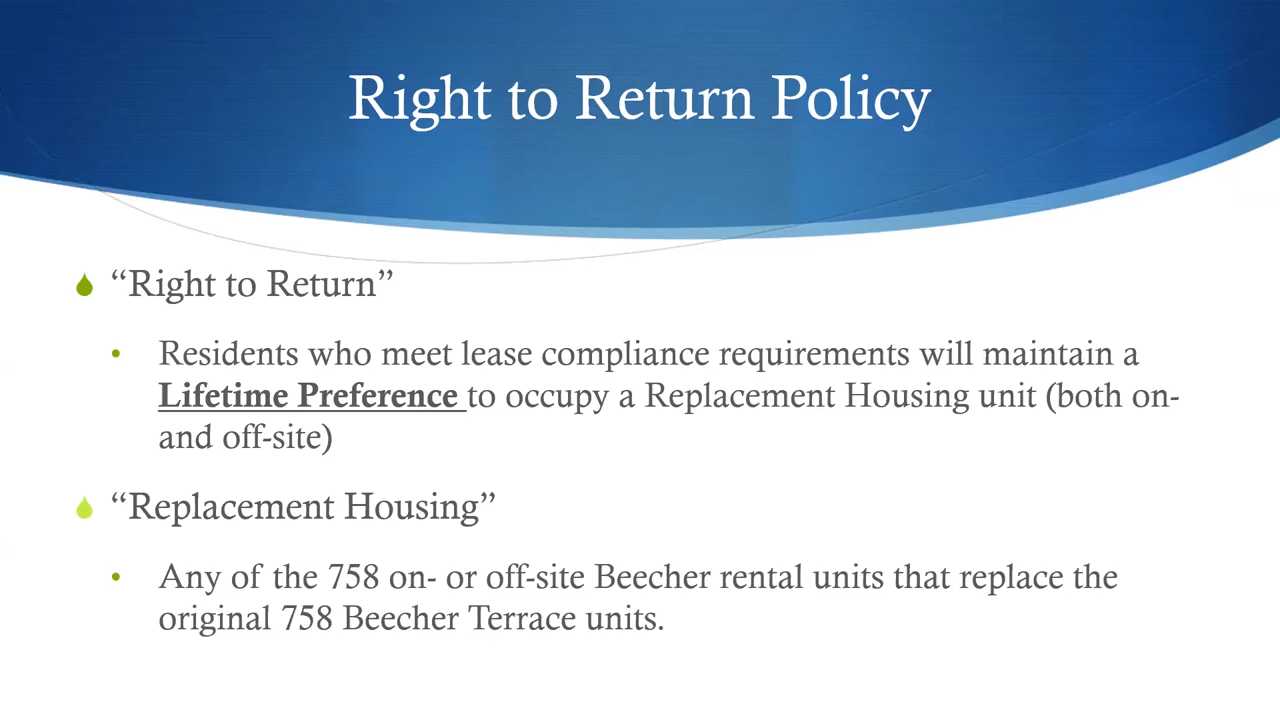 Right to Return Policy
“Right to Return”
• Residents who meet lease compliance requirements will maintain a
Lifetime Preference to occupy a Replacement Housing unit (both on-
and off-site)
“Replacement Housing”
• Any of the 758 on- or off-site Beecher rental units that replace the
original 758 Beecher Terrace units.